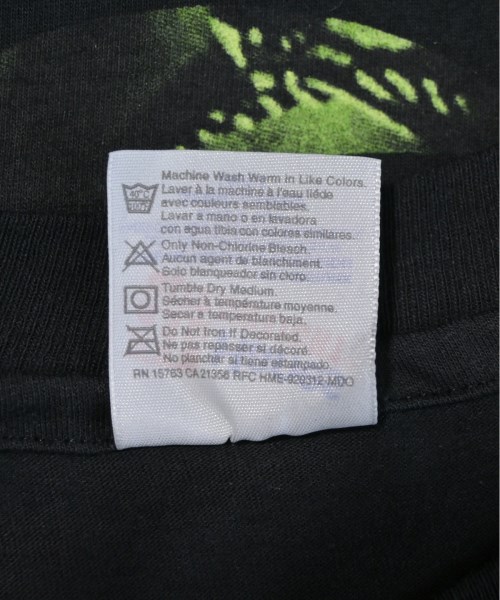 Machine Wash Warm in Like Colors.
Laver à la machine à l'eau tiède
avec couleurs semblables.
Lavar a mano o en lavadora
con agua tibia con colores similares.
40°C
Only Non-Chlorine Bleach.
Aucun agent de blanchiment.
Solo blanqueador sin cloro.
Tumble Dry Medium.
Sécher à température moyenne.
Secar a temperatura baja.
Do Not Iron If Decorated.
Ne pas repasser si décoré.
No planchar si tiene estampado.
RN 15763 CA21356 RFC HME-920312-MDO